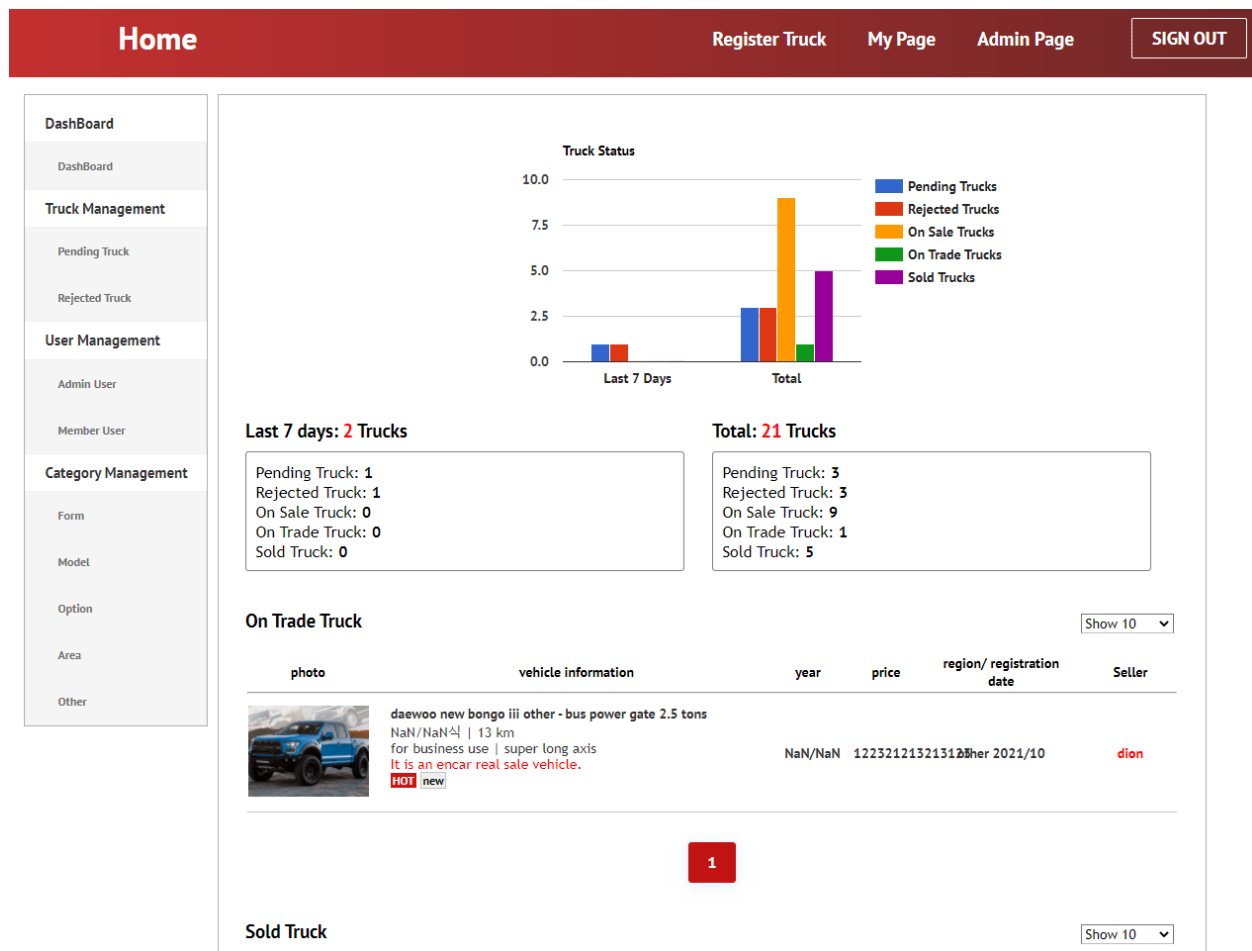 Home
Register Truck
My Page
Admin Page
SIGN OUT
DashBoard
DashBoard
Truck Management
Pending Truck
Rejected Truck
User Management
Admin User
Member User
Category Management
Form
Model
Option
Area
Other
Truck Status
10.0
7.5
5.0
2.5
0.0
Last 7 Days
Total
Pending Trucks
Rejected Trucks
On Sale Trucks
On Trade Trucks
Sold Trucks
Last 7 days: 2 Trucks
Pending Truck: 1
Rejected Truck: 1
On Sale Truck: 0
On Trade Truck: 0
Sold Truck: 0
Total: 21 Trucks
Pending Truck: 3
Rejected Truck: 3
On Sale Truck: 9
On Trade Truck: 1
Sold Truck: 5
On Trade Truck
Show 10
photo
vehicle information
year
price
region/ registration
date
Seller
daewoo new bongo iii other - bus power gate 2.5 tons
NaN/NaN식 | 13 km
for business use | super long axis
It is an encar real sale vehicle.
HOT new
NaN/NaN
2021/10
dion
1
Sold Truck
Show 10